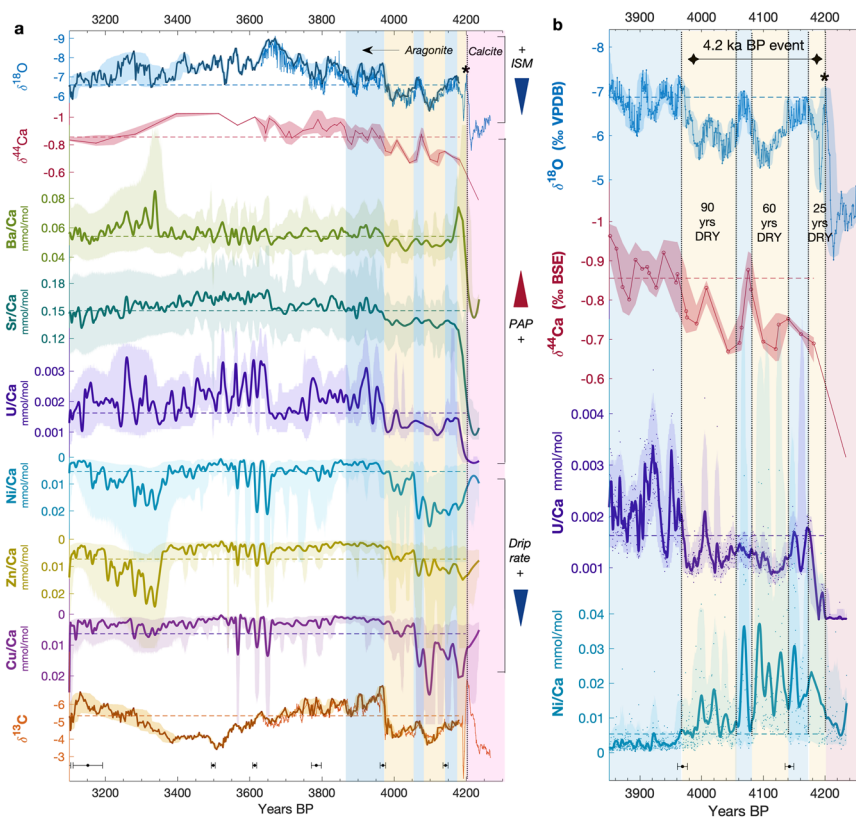 a
3200
3400
3600
3800
4000
4200
-9
-8
-7
-6
δ18O
Aragonite
Calcite
*
+
ISM
-1
-0.8
-0.6
δ44Ca
0.08
0.06
0.04
Ba/Ca
mmol/mol
0.18
0.15
0.12
Sr/Ca
mmol/mol
PAP
+
0.003
0.002
0.001
0
U/Ca
mmol/mol
0.01
0.02
0
Ni/Ca
mmol/mol
0.01
0.02
0
Zn/Ca
mmol/mol
Drip
rate
+
0.01
0.02
Cu/Ca
mmol/mol
-6
-5
-4
-3
δ13C
3200
3400
3600
3800
4000
4200
Years BP
b
3900
4000
4100
4200
4.2 ka BP event
*
-8
-7
-6
-5
δ18O (‰ VPDB)
90
yrs
DRY
60
yrs
DRY
25
yrs
DRY
-1
-0.9
-0.8
-0.7
-0.6
δ44Ca (‰ BSE)
0.004
0.003
0.002
0.001
U/Ca mmol/mol
0.04
0.03
0.02
0.01
0
Ni/Ca mmol/mol
3900
4000
4100
4200
Years BP